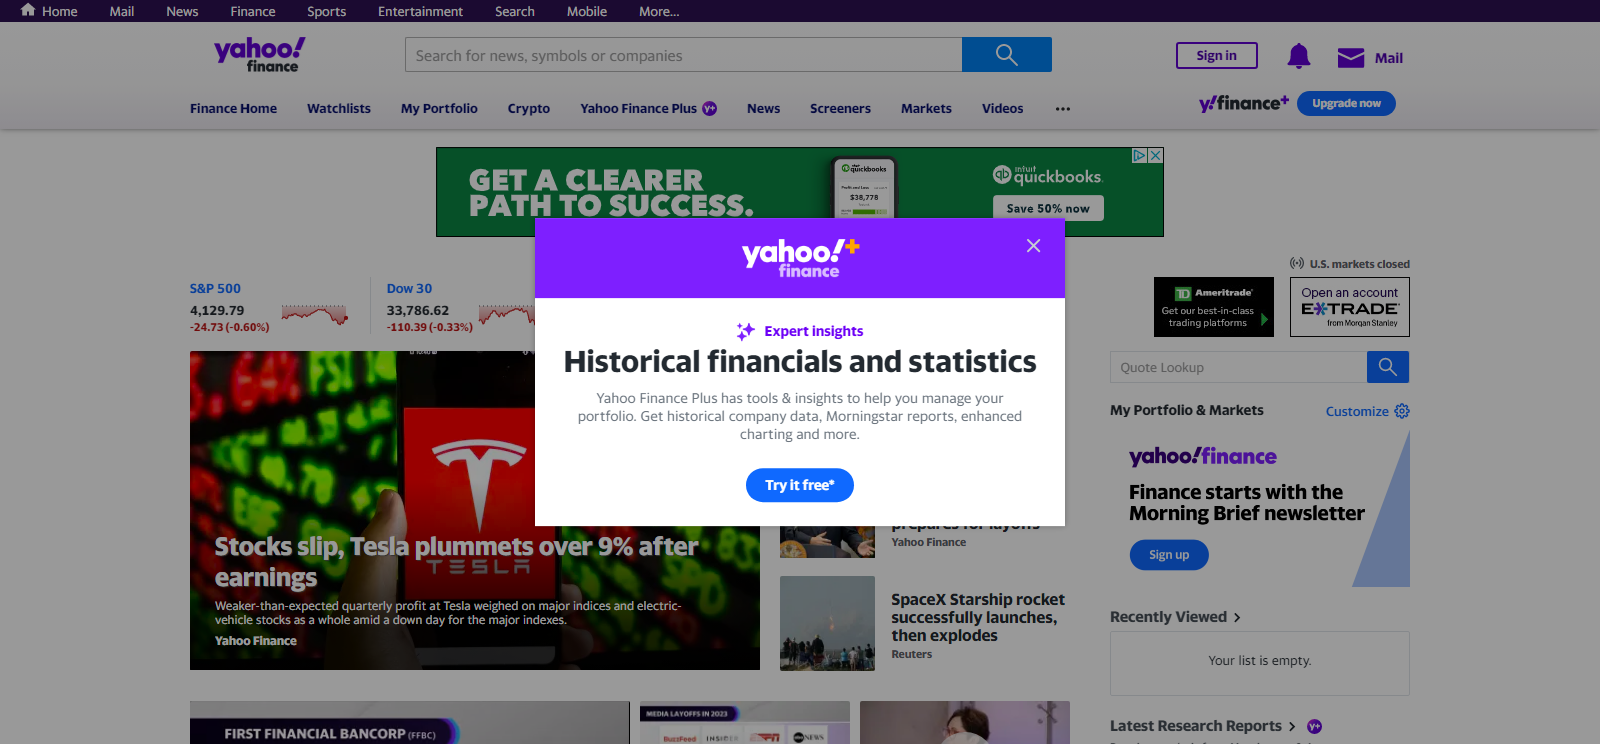 Home Mail News Finance Sports Entertainment Search Mobile More...
yahoo!
finance
Search for news, symbols or companies
Sign in
Mail
Finance Home Watchlists My Portfolio Crypto Yahoo Finance Plus y+ News Screeners Markets Videos ...
y!finance+ Upgrade now
GET A CLEARER
PATH TO SUCCESS.
quickbooks
Profit and Loss
$38,778
intuit
quickbooks.
Save 50% now
yahoo!+
finance
Expert insights
Historical financials and statistics
Yahoo Finance Plus has tools & insights to help you manage your
portfolio. Get historical company data, Morningstar reports, enhanced
charting and more.
Try it free*
S&P 500
4,129.79
-24.73 (-0.60%)
Dow 30
33,786.62
-110.39 (-0.33%)
U.S. markets closed
TD Ameritrade
Get our best-in-class
trading platforms
Open an account
E*TRADE
from Morgan Stanley
TESLA
Stocks slip, Tesla plummets over 9% after
earnings
Weaker-than-expected quarterly profit at Tesla weighed on major indices and electric-
vehicle stocks as a whole amid a down day for the major indexes.
Yahoo Finance
prepares for layoffs
Yahoo Finance
SpaceX Starship rocket
successfully launches,
then explodes
Reuters
Quote Lookup
My Portfolio & Markets Customize
yahoo!finance
Finance starts with the
Morning Brief newsletter
Sign up
Recently Viewed
Your list is empty.
Latest Research Reports y+
FIRST FINANCIAL BANCORP (FFBC)
MEDIA LAYOFFS IN 2023
BuzzFeed INSIDER ESPN abcNEWS